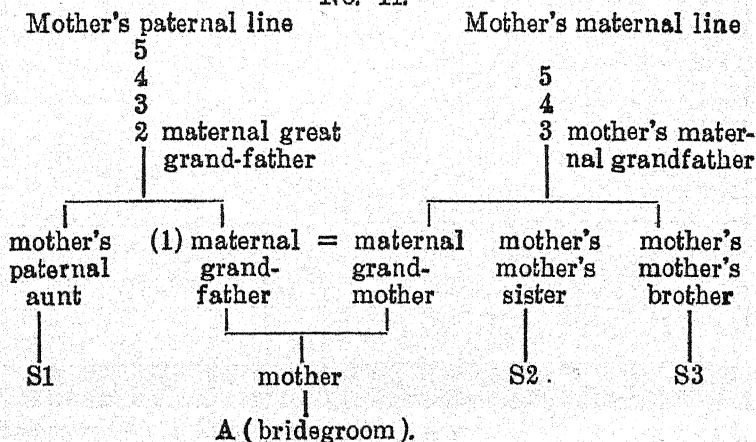 No. II.
Mother's paternal line Mother's maternal line
5
4 5
3 4
2 maternal great 3 mother's mater-
grand-father nal grandfather
mother's (1) maternal = maternal mother's mother's
paternal grand- grand- mother's mother's
aunt father mother sister brother
S1 mother S2. S3
A (bridegroom).